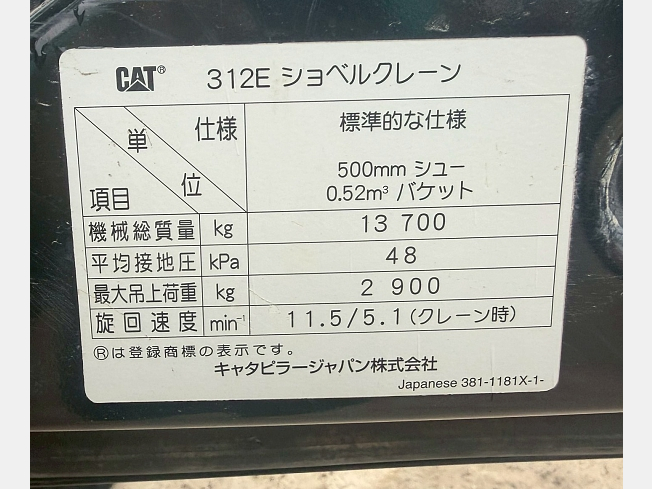 CAT® 312E ショベルクレーン
単位 仕様 標準的な仕様
項目 500mm シュー
0.52m³ バケット
機械総質量 kg 13 700
平均接地圧 kPa 48
最大吊上荷重 kg 2 900
旋回速度 min⁻¹ 11.5/5.1(クレーン時)
®は登録商標の表示です。
キャタピラージャパン株式会社
Japanese 381-1181X-1-